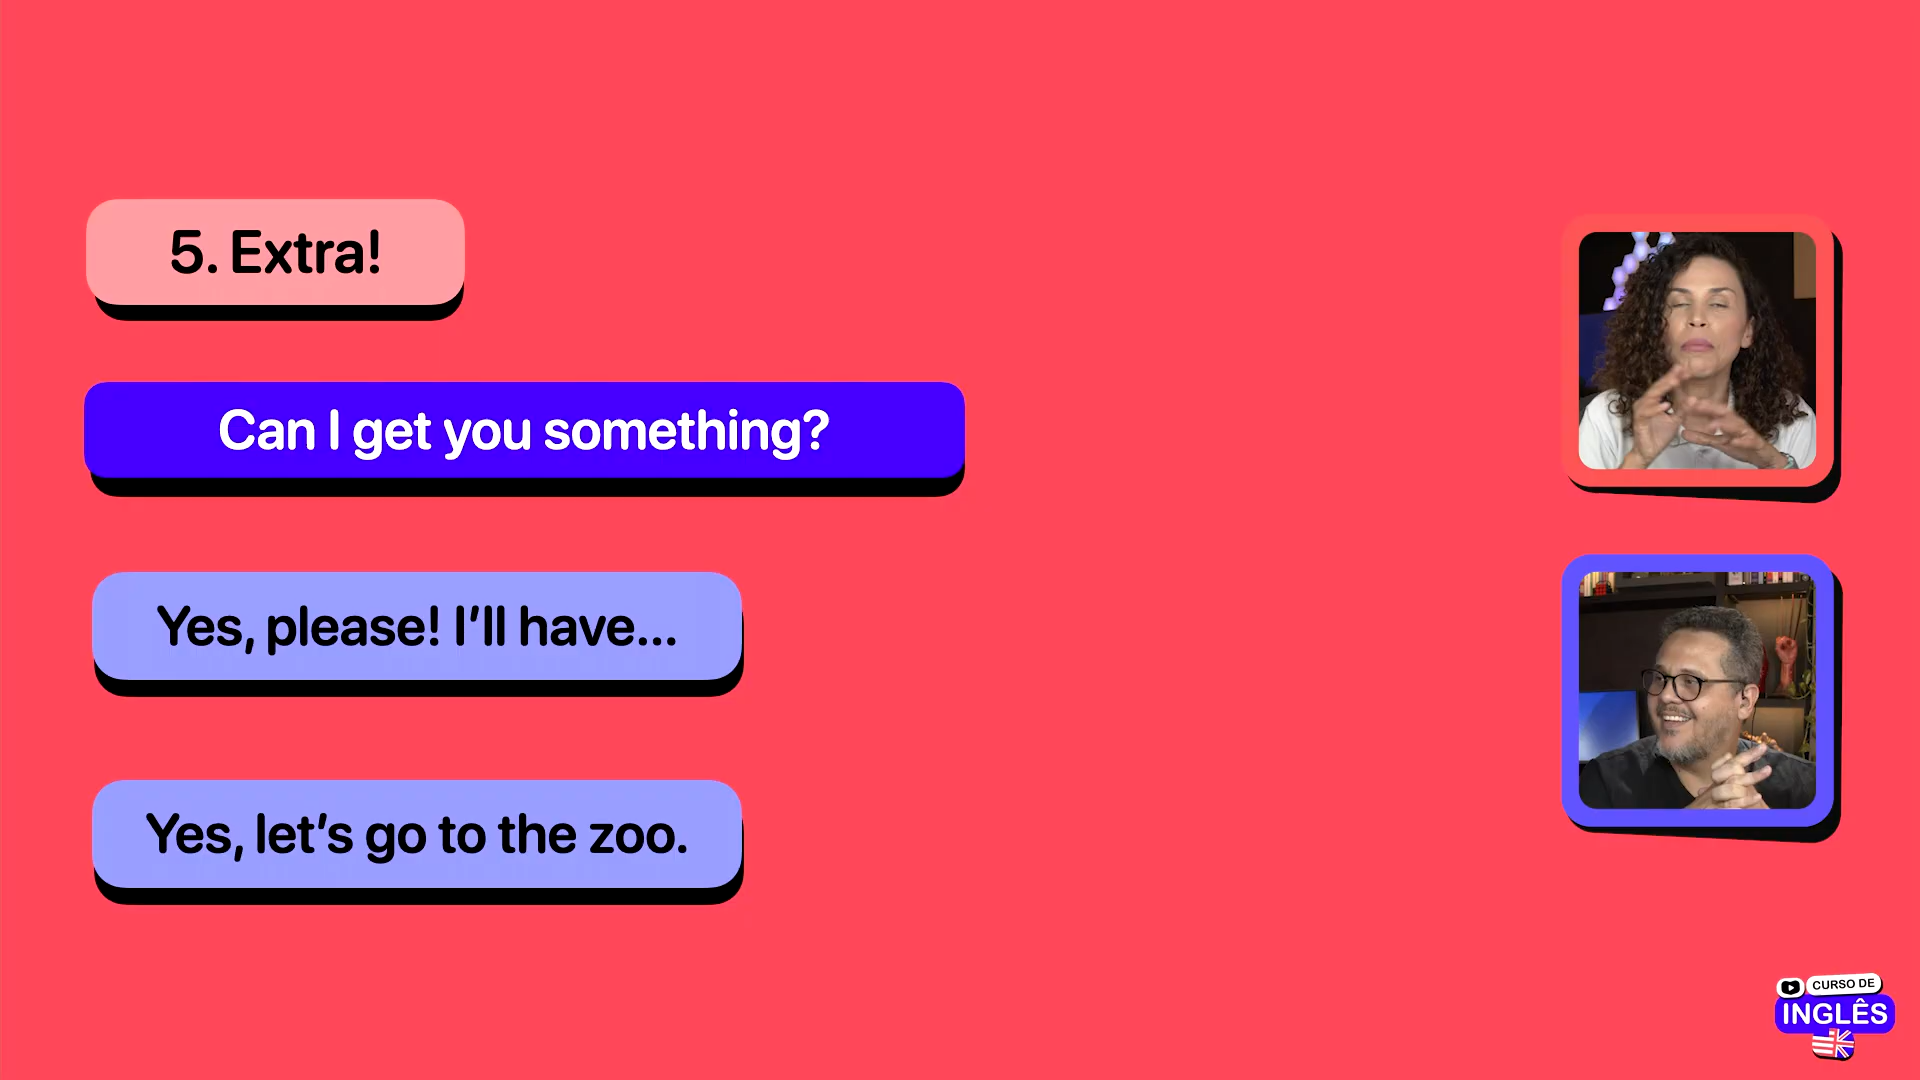 5. Extra!
Can I get you something?
Yes, please! I’ll have...
Yes, let’s go to the zoo.
CURSO DE
INGLÊS